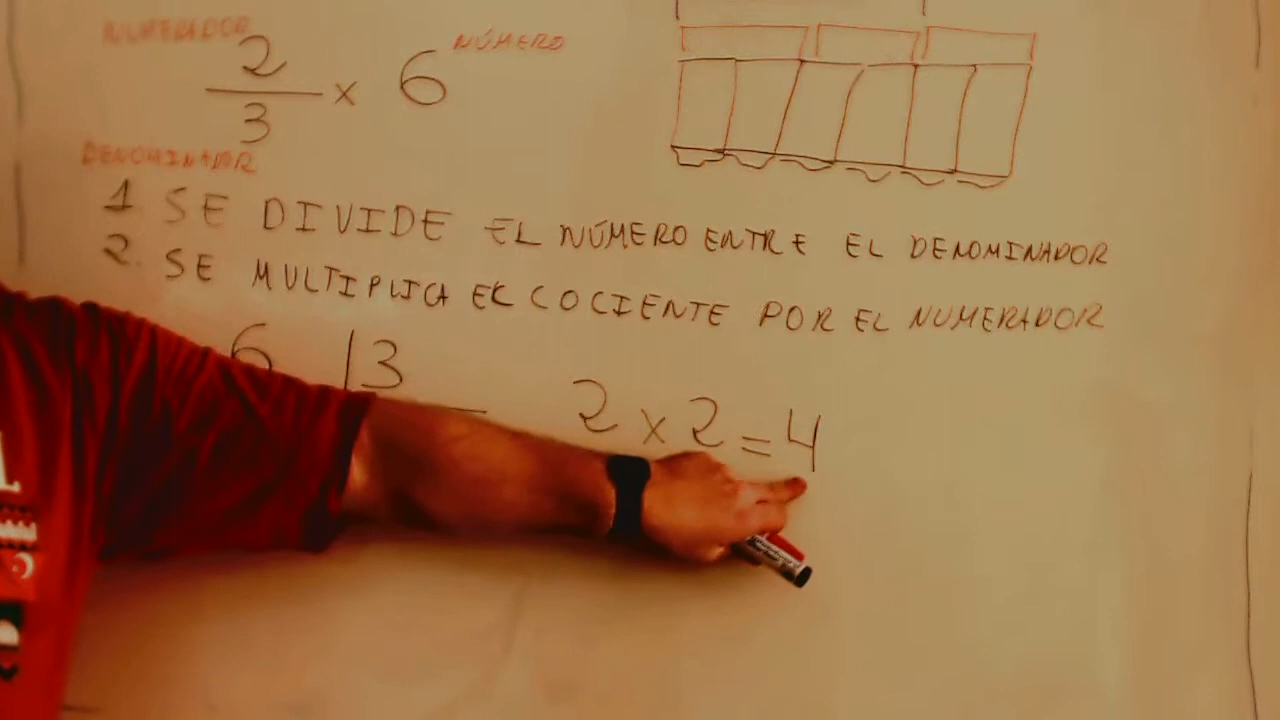 NUMERADOR
2/3 x 6 NÚMERO
DENOMINADOR
1 SE DIVIDE EL NÚMERO ENTRE EL DENOMINADOR
2. SE MULTIPLICA EL COCIENTE POR EL NUMERADOR
6 |3
2 x 2 = 4